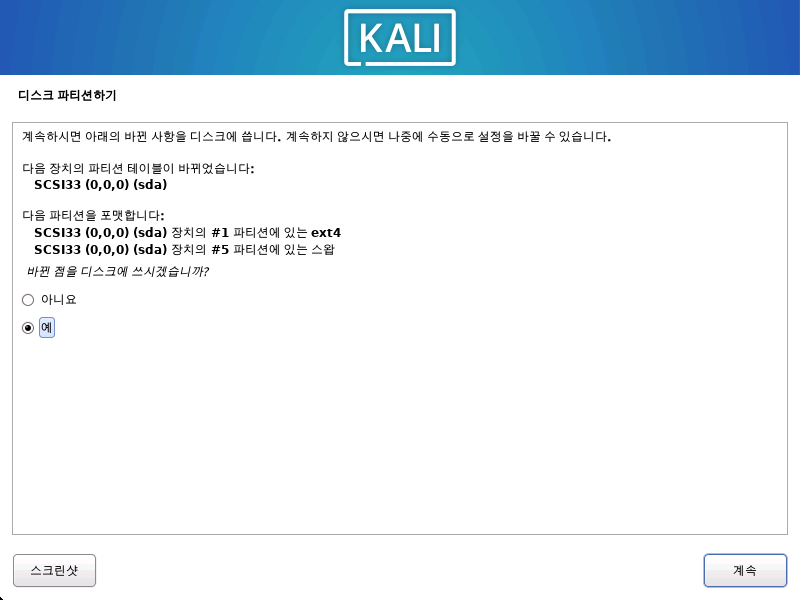 KALI
디스크 파티션하기
계속하시면 아래의 바뀐 사항을 디스크에 씁니다. 계속하지 않으시면 나중에 수동으로 설정을 바꿀 수 있습니다.
다음 장치의 파티션 테이블이 바뀌었습니다:
SCSI33 (0,0,0) (sda)
다음 파티션을 포맷합니다:
SCSI33 (0,0,0) (sda) 장치의 #1 파티션에 있는 ext4
SCSI33 (0,0,0) (sda) 장치의 #5 파티션에 있는 스왑
바뀐 점을 디스크에 쓰시겠습니까?
아니요
예
스크린샷
계속